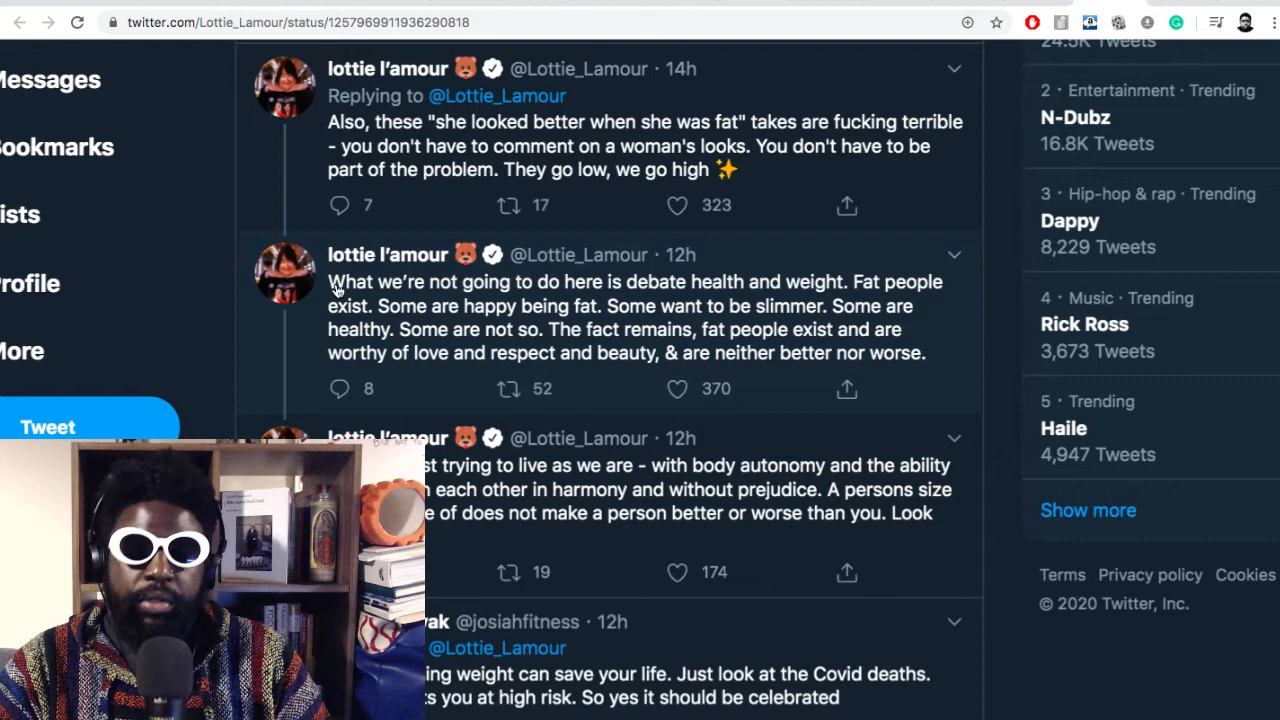 twitter.com/Lottie_Lamour/status/1257969911936290818
Messages
Bookmarks
Lists
Profile
More
Tweet
lottie l'amour 🐻 @Lottie_Lamour · 14h
Replying to @Lottie_Lamour
Also, these "she looked better when she was fat" takes are fucking terrible
- you don't have to comment on a woman's looks. You don't have to be
part of the problem. They go low, we go high ✨
7 17 323
lottie l'amour 🐻 @Lottie_Lamour · 12h
What we're not going to do here is debate health and weight. Fat people
exist. Some are happy being fat. Some want to be slimmer. Some are
healthy. Some are not so. The fact remains, fat people exist and are
worthy of love and respect and beauty, & are neither better nor worse.
8 52 370
lottie l'amour 🐻 @Lottie_Lamour · 12h
st trying to live as we are - with body autonomy and the ability
each other in harmony and without prejudice. A persons size
e of does not make a person better or worse than you. Look
19 174
vak @josiahfitness · 12h
@Lottie_Lamour
ing weight can save your life. Just look at the Covid deaths.
ts you at high risk. So yes it should be celebrated
24.5K Tweets
2 · Entertainment · Trending
N-Dubz
16.8K Tweets
3 · Hip-hop & rap · Trending
Dappy
8,229 Tweets
4 · Music · Trending
Rick Ross
3,673 Tweets
5 · Trending
Haile
4,947 Tweets
Show more
Terms Privacy policy Cookies
© 2020 Twitter, Inc.